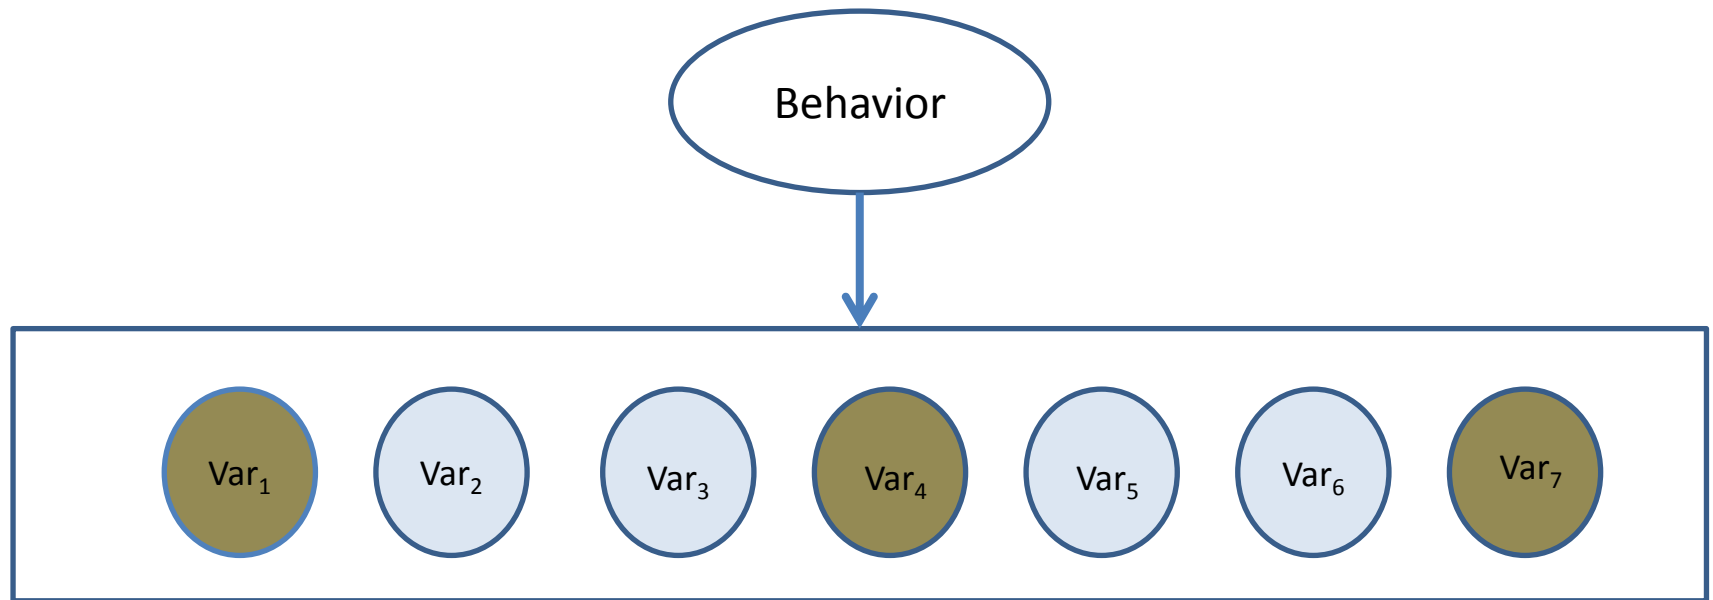 Behavior
Var₁ Var₂ Var₃ Var₄ Var₅ Var₆ Var₇